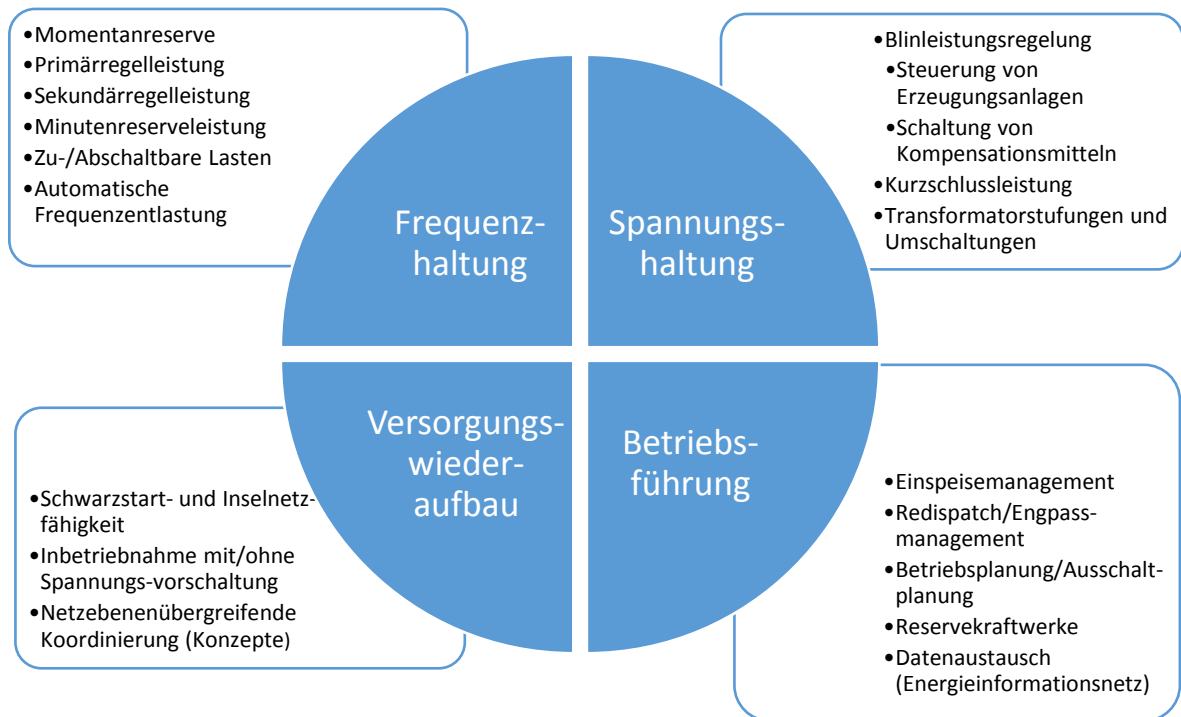 •Momentanreserve
•Primärregelleistung
•Sekundärregelleistung
•Minutenreserveleistung
•Zu-/Abschaltbare Lasten
•Automatische
Frequenzentlastung
•Blinleistungsregelung
•Steuerung von
Erzeugungsanlagen
•Schaltung von
Kompensationsmitteln
•Kurzschlussleistung
•Transformatorstufungen und
Umschaltungen
Frequenz-
haltung
Spannungs-
haltung
Versorgungs-
wieder-
aufbau
Betriebs-
führung
•Schwarzstart- und Inselnetz-
fähigkeit
•Inbetriebnahme mit/ohne
Spannungs-vorschaltung
•Netzebenenübergreifende
Koordinierung (Konzepte)
•Einspeisemanagement
•Redispatch/Engpass-
management
•Betriebsplanung/Ausschalt-
planung
•Reservekraftwerke
•Datenaustausch
(Energieinformationsnetz)